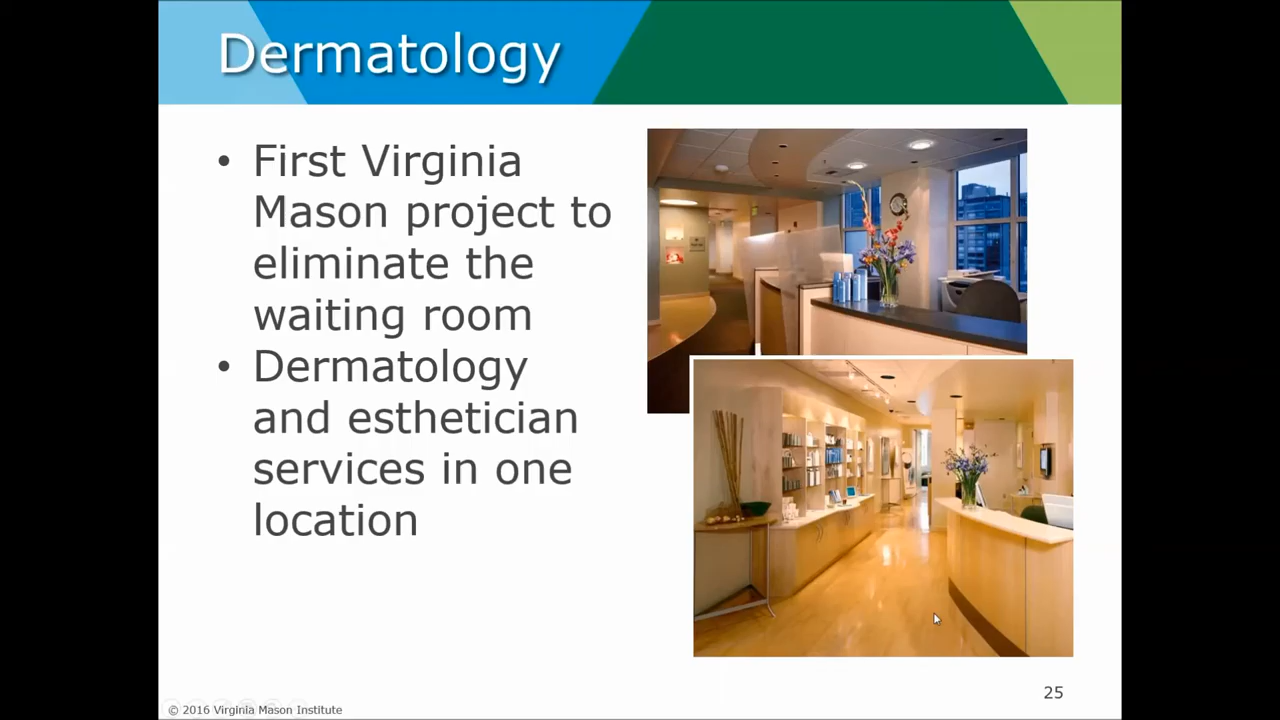 Dermatology
• First Virginia
Mason project to
eliminate the
waiting room
• Dermatology
and esthetician
services in one
location
25
© 2016 Virginia Mason Institute